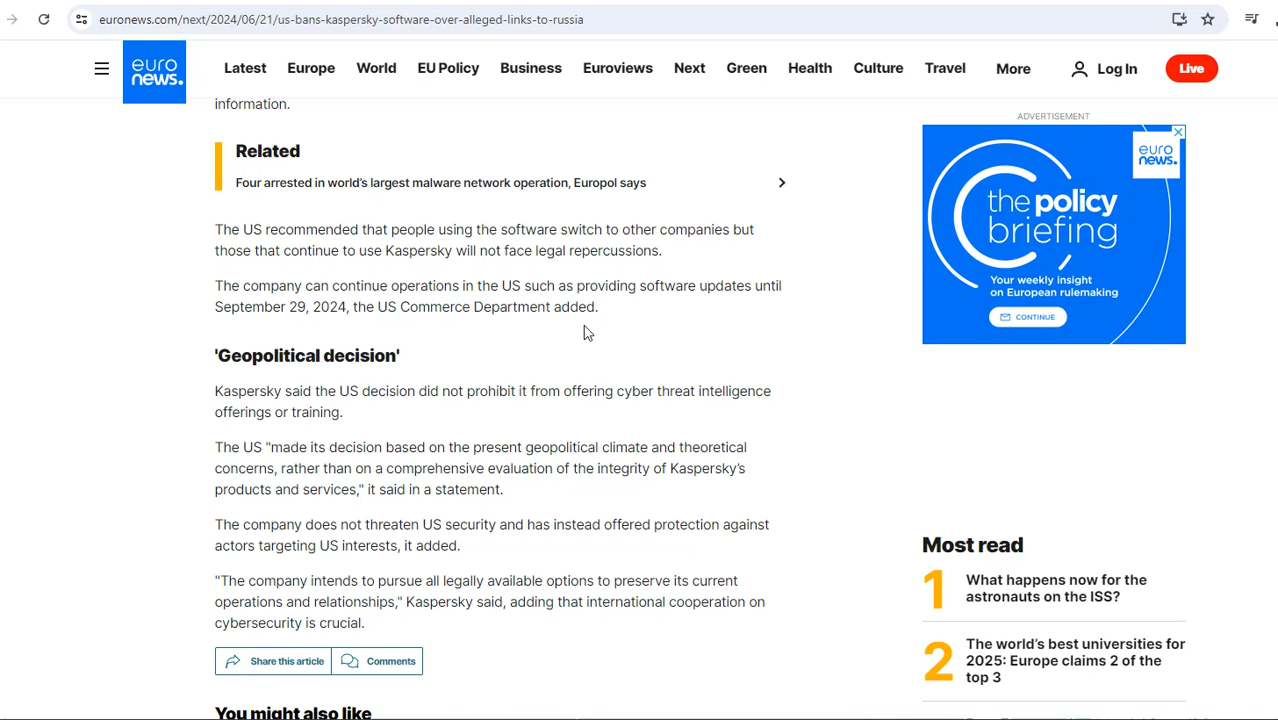 euronews.com/next/2024/06/21/us-bans-kaspersky-software-over-alleged-links-to-russia
euro
news.
Latest
Europe
World
EU Policy
Business
Euroviews
Next
Green
Health
Culture
Travel
More
Log In
Live
information.
Related
Four arrested in world's largest malware network operation, Europol says
The US recommended that people using the software switch to other companies but
those that continue to use Kaspersky will not face legal repercussions.
The company can continue operations in the US such as providing software updates until
September 29, 2024, the US Commerce Department added.
'Geopolitical decision'
Kaspersky said the US decision did not prohibit it from offering cyber threat intelligence
offerings or training.
The US "made its decision based on the present geopolitical climate and theoretical
concerns, rather than on a comprehensive evaluation of the integrity of Kaspersky's
products and services," it said in a statement.
The company does not threaten US security and has instead offered protection against
actors targeting US interests, it added.
"The company intends to pursue all legally available options to preserve its current
operations and relationships," Kaspersky said, adding that international cooperation on
cybersecurity is crucial.
Share this article
Comments
You might also like
ADVERTISEMENT
euro
news.
the policy
briefing
Your weekly insight
on European rulemaking
CONTINUE
Most read
1
What happens now for the
astronauts on the ISS?
2
The world's best universities for
2025: Europe claims 2 of the
top 3